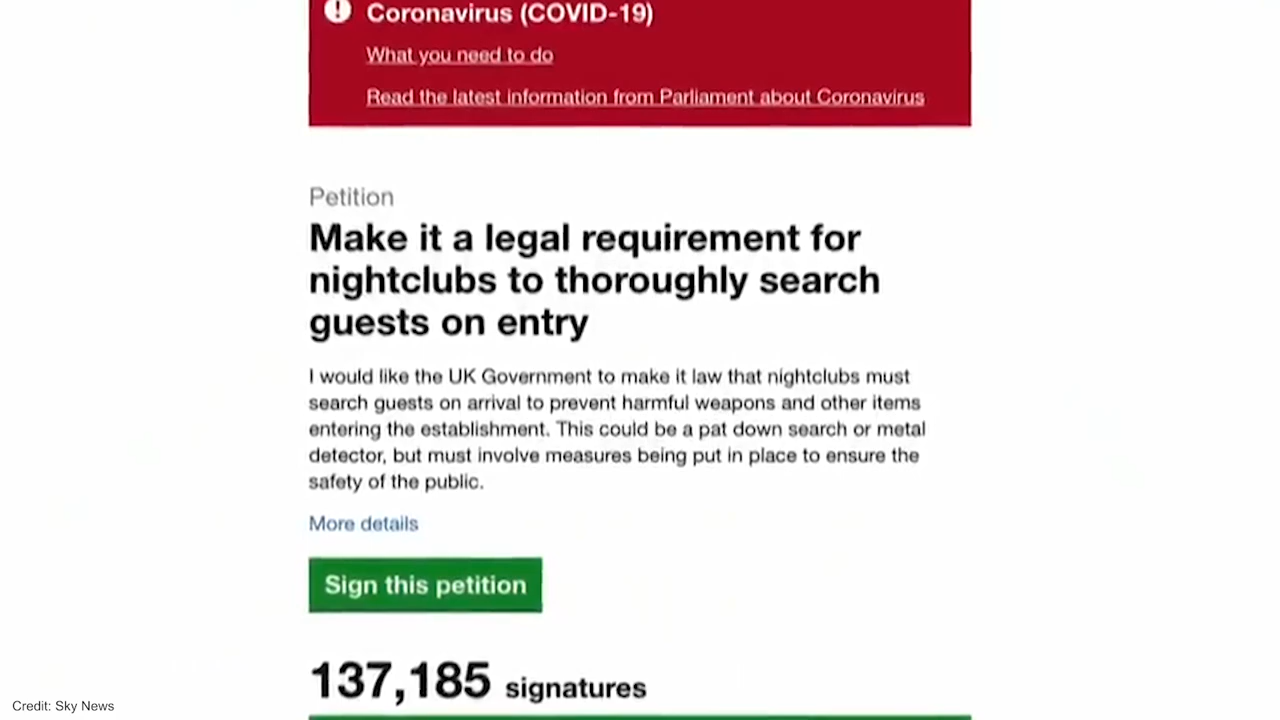 Coronavirus (COVID-19)
What you need to do
Read the latest information from Parliament about Coronavirus
Petition
Make it a legal requirement for
nightclubs to thoroughly search
guests on entry
I would like the UK Government to make it law that nightclubs must
search guests on arrival to prevent harmful weapons and other items
entering the establishment. This could be a pat down search or metal
detector, but must involve measures being put in place to ensure the
safety of the public.
More details
Sign this petition
137,185 signatures
Credit: Sky News